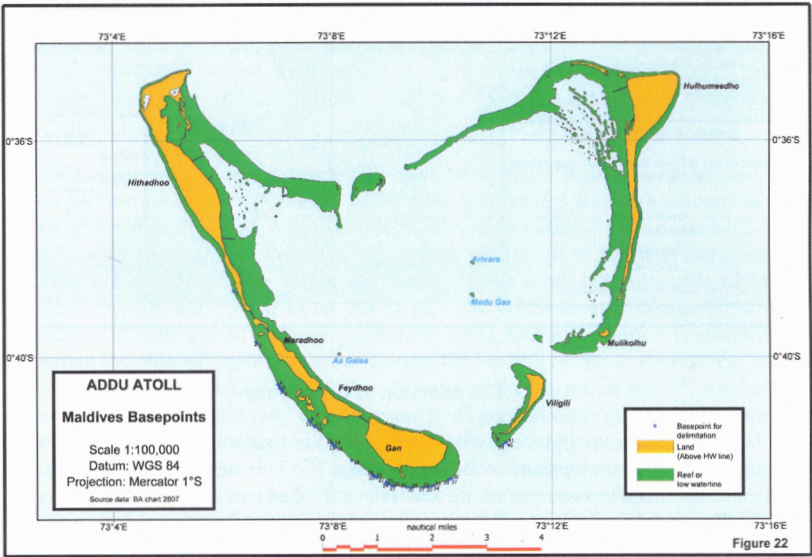 73°4'E
73°8'E
73°12'E
73°16'E
Hulhumeedho
0°36'S
0°36'S
Hithadhoo
Arivara
Medu Gaa
Maradhoo
Mulikolhu
0°40'S
0°40'S
Aa Galaa
ADDU ATOLL
Maldives Basepoints
Scale 1:100,000
Datum: WGS 84
Projection: Mercator 1°S
Source data BA chart 2607
Feydhoo
Viligili
Gan
Basepoint for
delimitation
Land
(Above HW line)
Reef or
low waterline
73°4'E
73°8'E
73°12'E
73°16'E
nautical miles
0 1 2 3 4
Figure 22